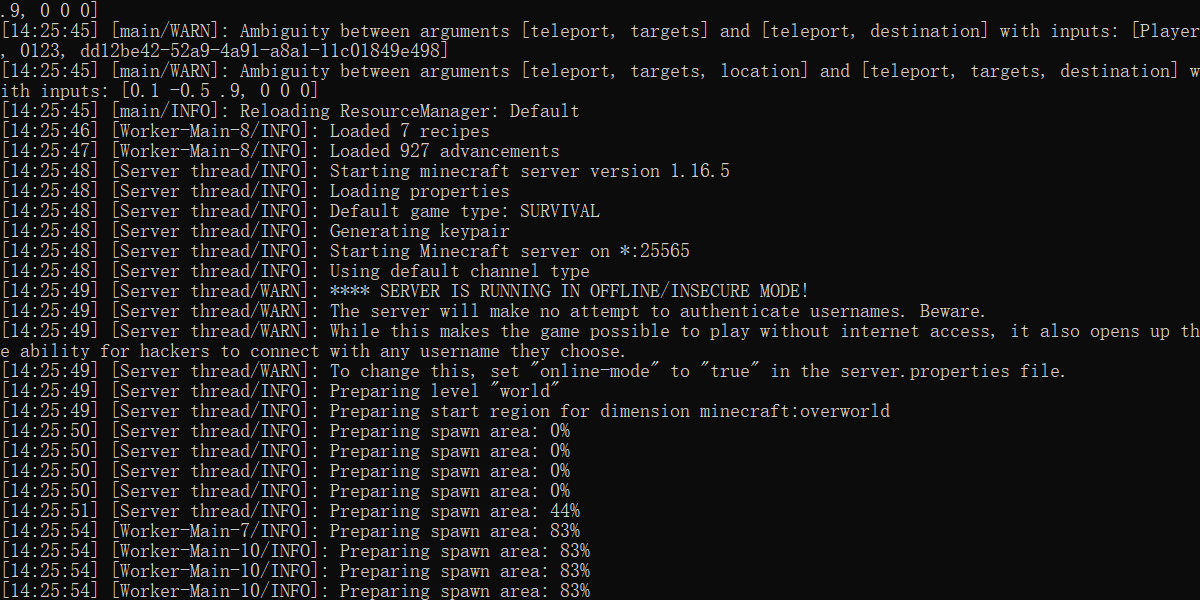 .9, 0 0 0]
[14:25:45] [main/WARN]: Ambiguity between arguments [teleport, targets] and [teleport, destination] with inputs: [Player
, 0123, dd12be42-52a9-4a91-a8a1-11c01849e498]
[14:25:45] [main/WARN]: Ambiguity between arguments [teleport, targets, location] and [teleport, targets, destination] w
ith inputs: [0.1 -0.5 .9, 0 0 0]
[14:25:45] [main/INFO]: Reloading ResourceManager: Default
[14:25:46] [Worker-Main-8/INFO]: Loaded 7 recipes
[14:25:47] [Worker-Main-8/INFO]: Loaded 927 advancements
[14:25:48] [Server thread/INFO]: Starting minecraft server version 1.16.5
[14:25:48] [Server thread/INFO]: Loading properties
[14:25:48] [Server thread/INFO]: Default game type: SURVIVAL
[14:25:48] [Server thread/INFO]: Generating keypair
[14:25:48] [Server thread/INFO]: Starting Minecraft server on *:25565
[14:25:48] [Server thread/INFO]: Using default channel type
[14:25:49] [Server thread/WARN]: **** SERVER IS RUNNING IN OFFLINE/INSECURE MODE!
[14:25:49] [Server thread/WARN]: The server will make no attempt to authenticate usernames. Beware.
[14:25:49] [Server thread/WARN]: While this makes the game possible to play without internet access, it also opens up th
e ability for hackers to connect with any username they choose.
[14:25:49] [Server thread/WARN]: To change this, set "online-mode" to "true" in the server.properties file.
[14:25:49] [Server thread/INFO]: Preparing level "world"
[14:25:49] [Server thread/INFO]: Preparing start region for dimension minecraft:overworld
[14:25:50] [Server thread/INFO]: Preparing spawn area: 0%
[14:25:50] [Server thread/INFO]: Preparing spawn area: 0%
[14:25:50] [Server thread/INFO]: Preparing spawn area: 0%
[14:25:50] [Server thread/INFO]: Preparing spawn area: 0%
[14:25:51] [Server thread/INFO]: Preparing spawn area: 44%
[14:25:54] [Worker-Main-7/INFO]: Preparing spawn area: 83%
[14:25:54] [Worker-Main-10/INFO]: Preparing spawn area: 83%
[14:25:54] [Worker-Main-10/INFO]: Preparing spawn area: 83%
[14:25:54] [Worker-Main-10/INFO]: Preparing spawn area: 83%